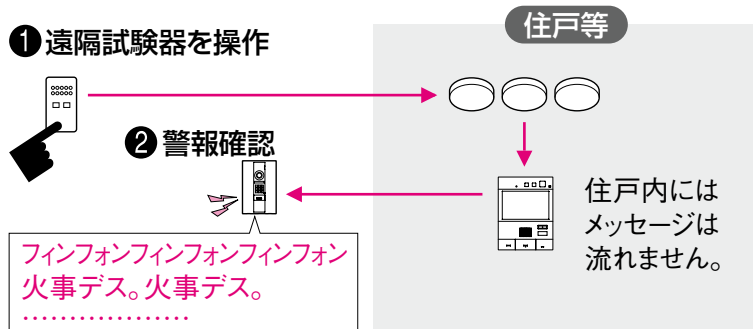 ❶遠隔試験器を操作
住戸等
❷警報確認
住戸内には
メッセージは
流れません。
フィンフォンフィンフォンフィンフォン
火事デス。火事デス。
………………